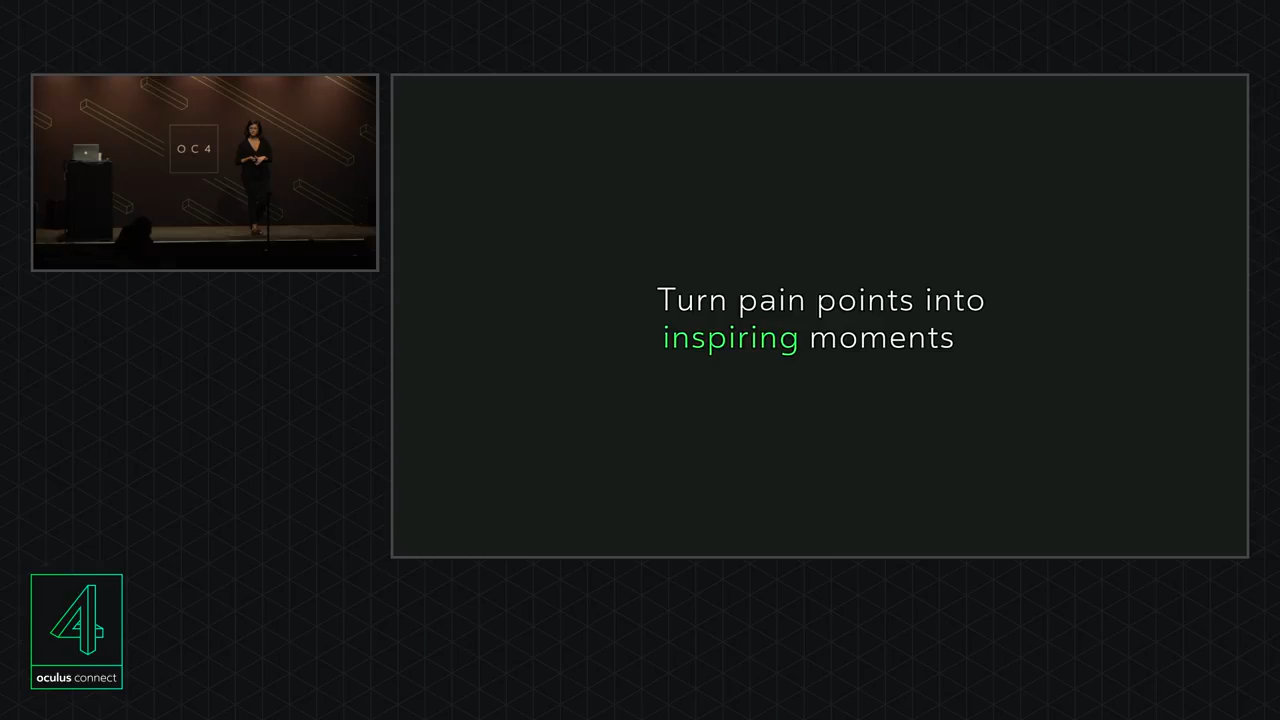 OC4
Turn pain points into
inspiring moments
4
oculus connect